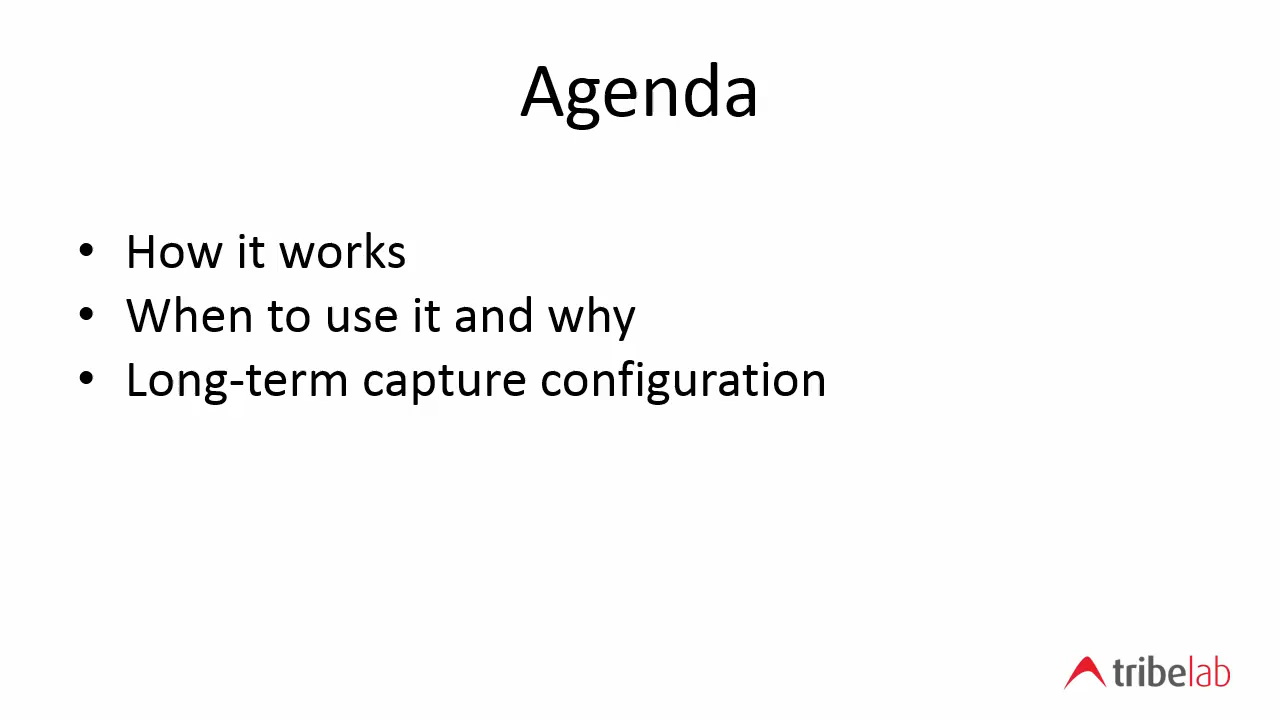 Agenda
• How it works
• When to use it and why
• Long-term capture configuration
tribelab